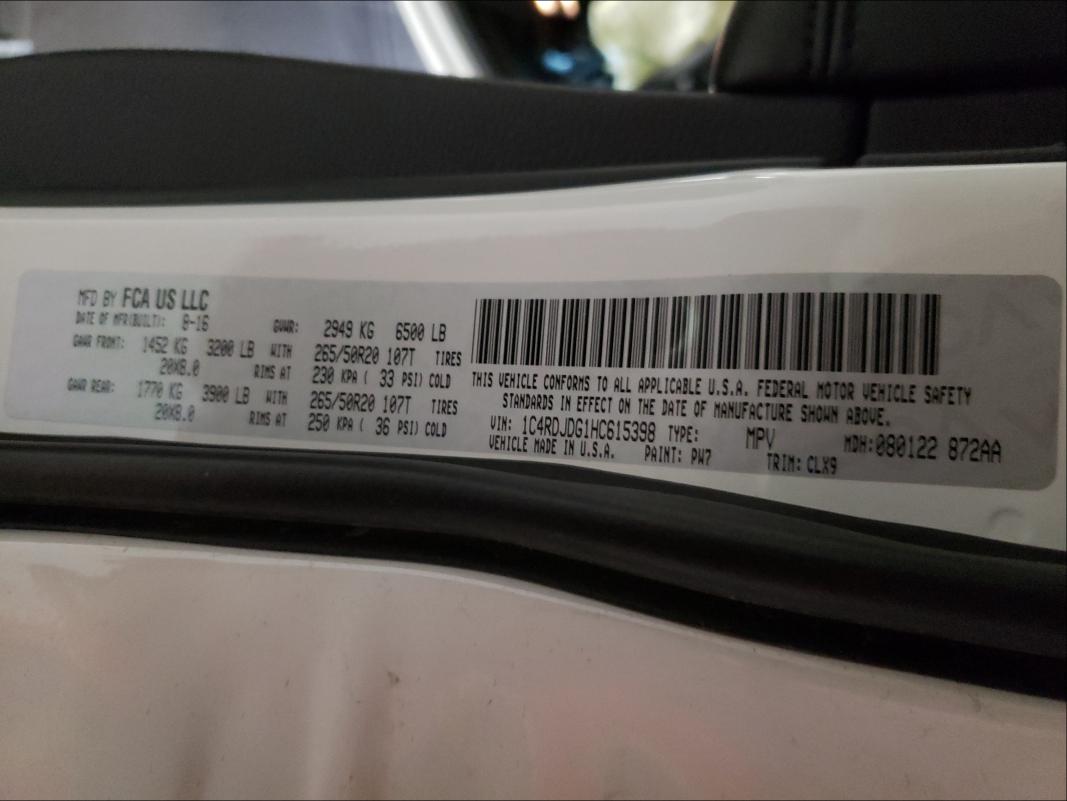 MFD BY FCA US LLC
DATE OF MFR(BUILT): 8-16 GVWR: 2949 KG 6500 LB
GAWR FRONT: 1452 KG 3200 LB WITH 265/50R20 107T TIRES
20X8.0 RIMS AT 230 KPA ( 33 PSI) COLD
GAWR REAR: 1770 KG 3900 LB WITH 265/50R20 107T TIRES
20X8.0 RIMS AT 250 KPA ( 36 PSI) COLD
THIS VEHICLE CONFORMS TO ALL APPLICABLE U.S.A. FEDERAL MOTOR VEHICLE SAFETY
STANDARDS IN EFFECT ON THE DATE OF MANUFACTURE SHOWN ABOVE.
VIN: 1C4RDJDG1HC615398 TYPE: MPV MDH:080122 872AA
VEHICLE MADE IN U.S.A. PAINT: PW7 TRIM: CLX9